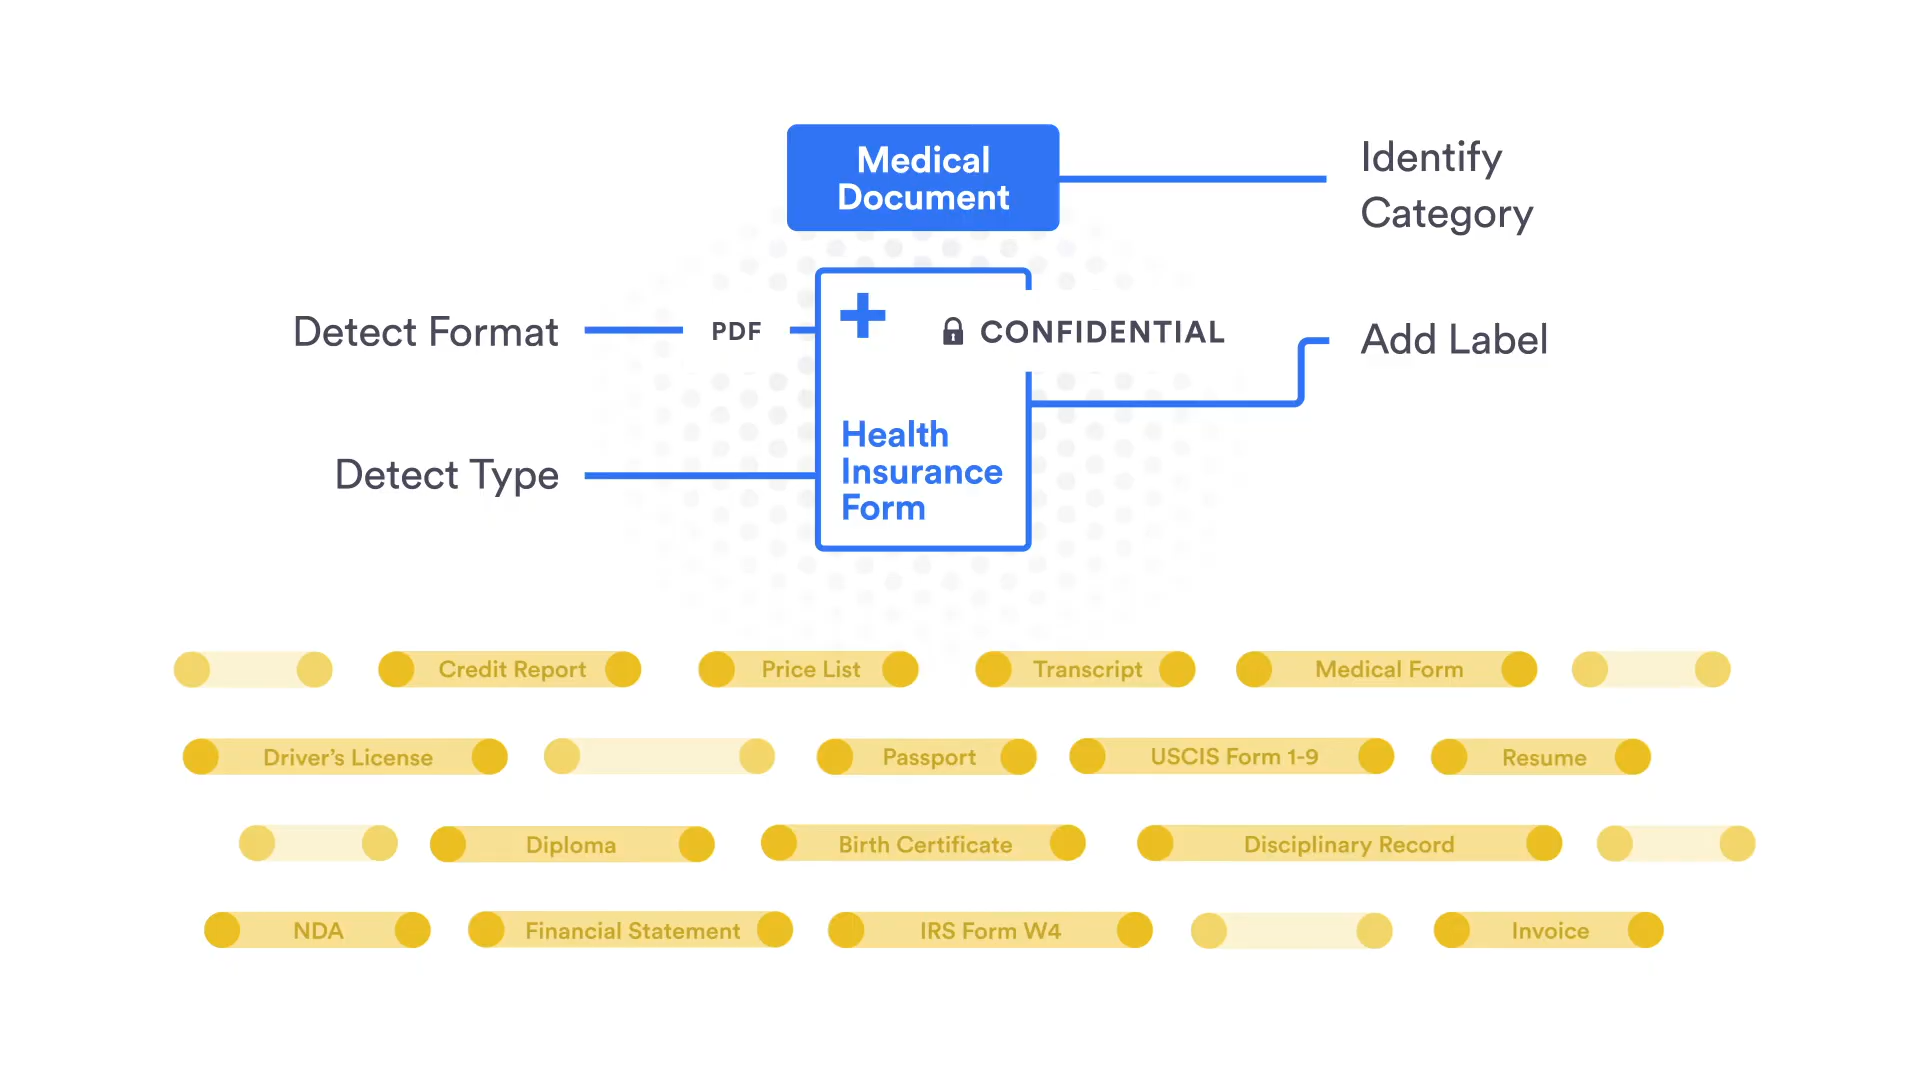 Medical
Document
Identify
Category
Detect Format
PDF
CONFIDENTIAL
Add Label
Health
Insurance
Form
Detect Type
Credit Report
Price List
Transcript
Medical Form
Driver’s License
Passport
USCIS Form 1-9
Resume
Diploma
Birth Certificate
Disciplinary Record
NDA
Financial Statement
IRS Form W4
Invoice